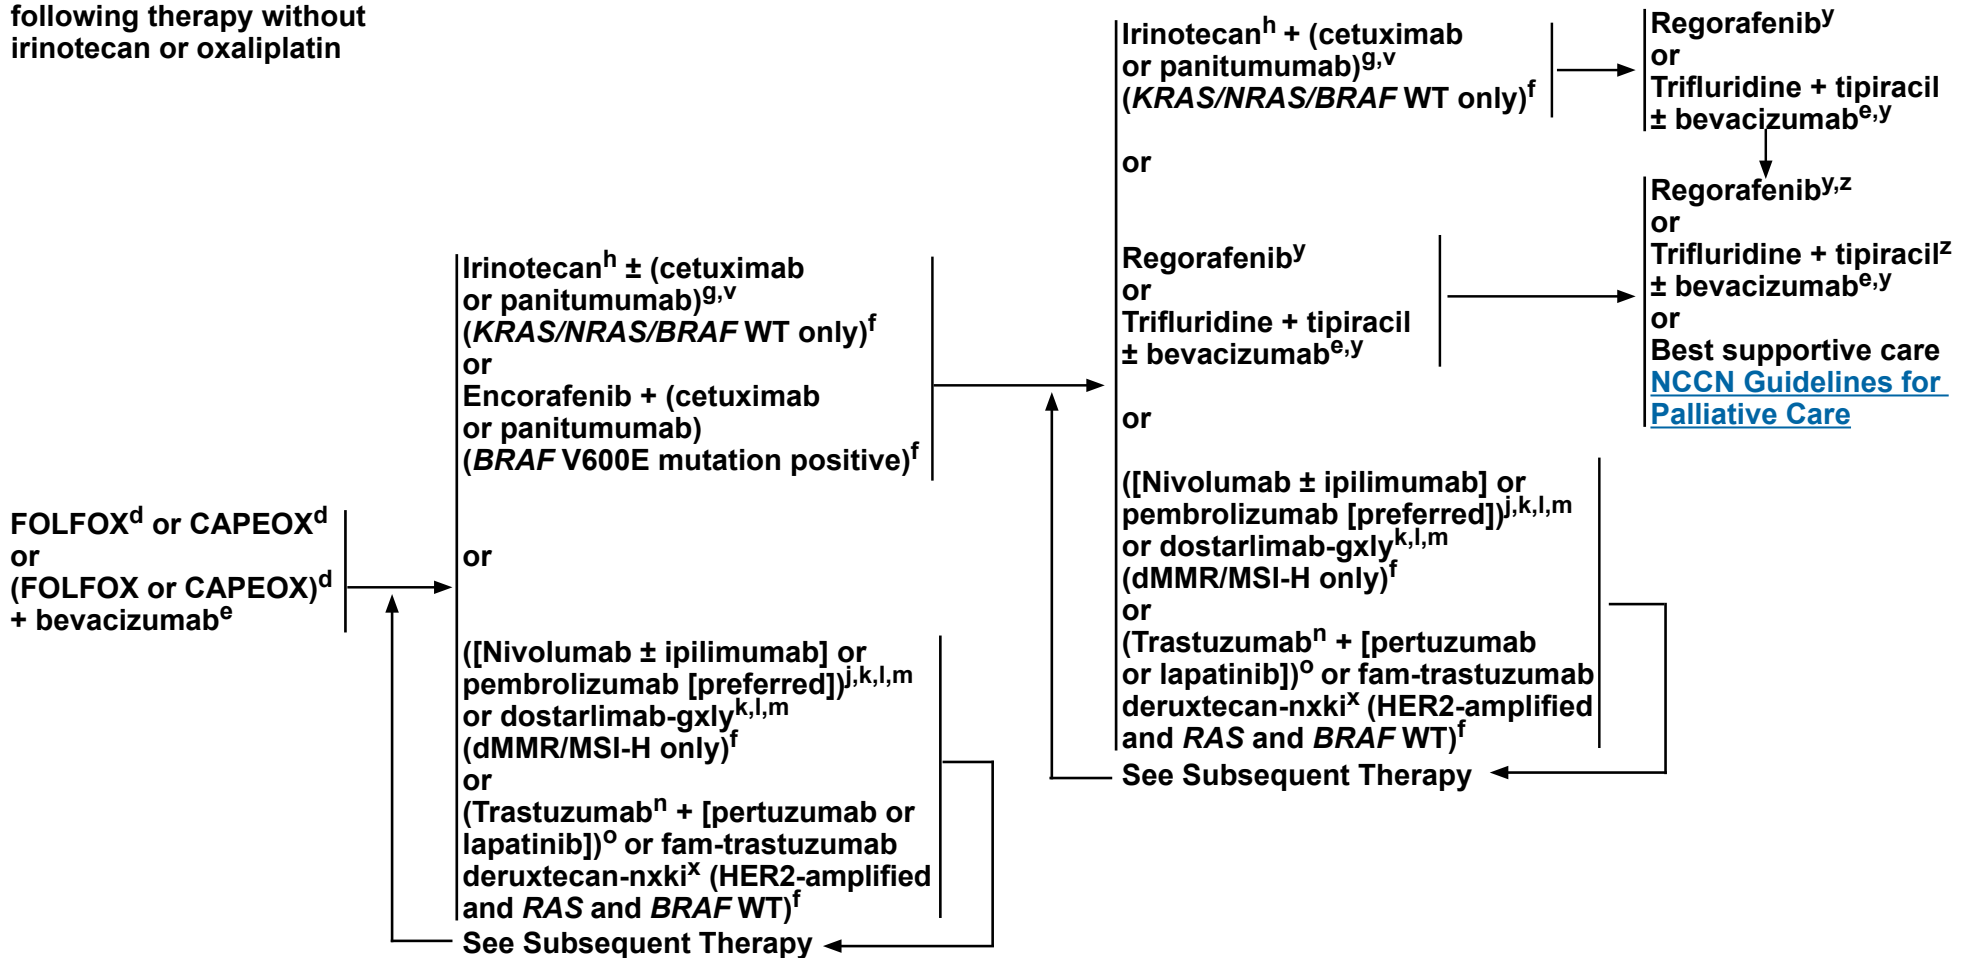 following therapy without
irinotecan or oxaliplatin
FOLFOXᵈ or CAPEOXᵈ
or
(FOLFOX or CAPEOX)ᵈ
+ bevacizumabᵉ
Irinotecanʰ ± (cetuximab
or panitumumab)ᵍ,ᵛ
(KRAS/NRAS/BRAF WT only)ᶠ
or
Encorafenib + (cetuximab
or panitumumab)
(BRAF V600E mutation positive)ᶠ
or
([Nivolumab ± ipilimumab] or
pembrolizumab [preferred])ʲ,ᵏ,ˡ,ᵐ
or dostarlimab-gxlyᵏ,ˡ,ᵐ
(dMMR/MSI-H only)ᶠ
or
(Trastuzumabⁿ + [pertuzumab or
lapatinib])ᵒ or fam-trastuzumab
deruxtecan-nxkiˣ (HER2-amplified
and RAS and BRAF WT)ᶠ
See Subsequent Therapy
Irinotecanʰ + (cetuximab
or panitumumab)ᵍ,ᵛ
(KRAS/NRAS/BRAF WT only)ᶠ
or
Regorafenibʸ
or
Trifluridine + tipiracil
± bevacizumabᵉ,ʸ
or
([Nivolumab ± ipilimumab] or
pembrolizumab [preferred])ʲ,ᵏ,ˡ,ᵐ
or dostarlimab-gxlyᵏ,ˡ,ᵐ
(dMMR/MSI-H only)ᶠ
or
(Trastuzumabⁿ + [pertuzumab
or lapatinib])ᵒ or fam-trastuzumab
deruxtecan-nxkiˣ (HER2-amplified
and RAS and BRAF WT)ᶠ
See Subsequent Therapy
Regorafenibʸ
or
Trifluridine + tipiracil
± bevacizumabᵉ,ʸ
Regorafenibʸ,ᶻ
or
Trifluridine + tipiracilᶻ
± bevacizumabᵉ,ʸ
or
Best supportive care
NCCN Guidelines for
Palliative Care